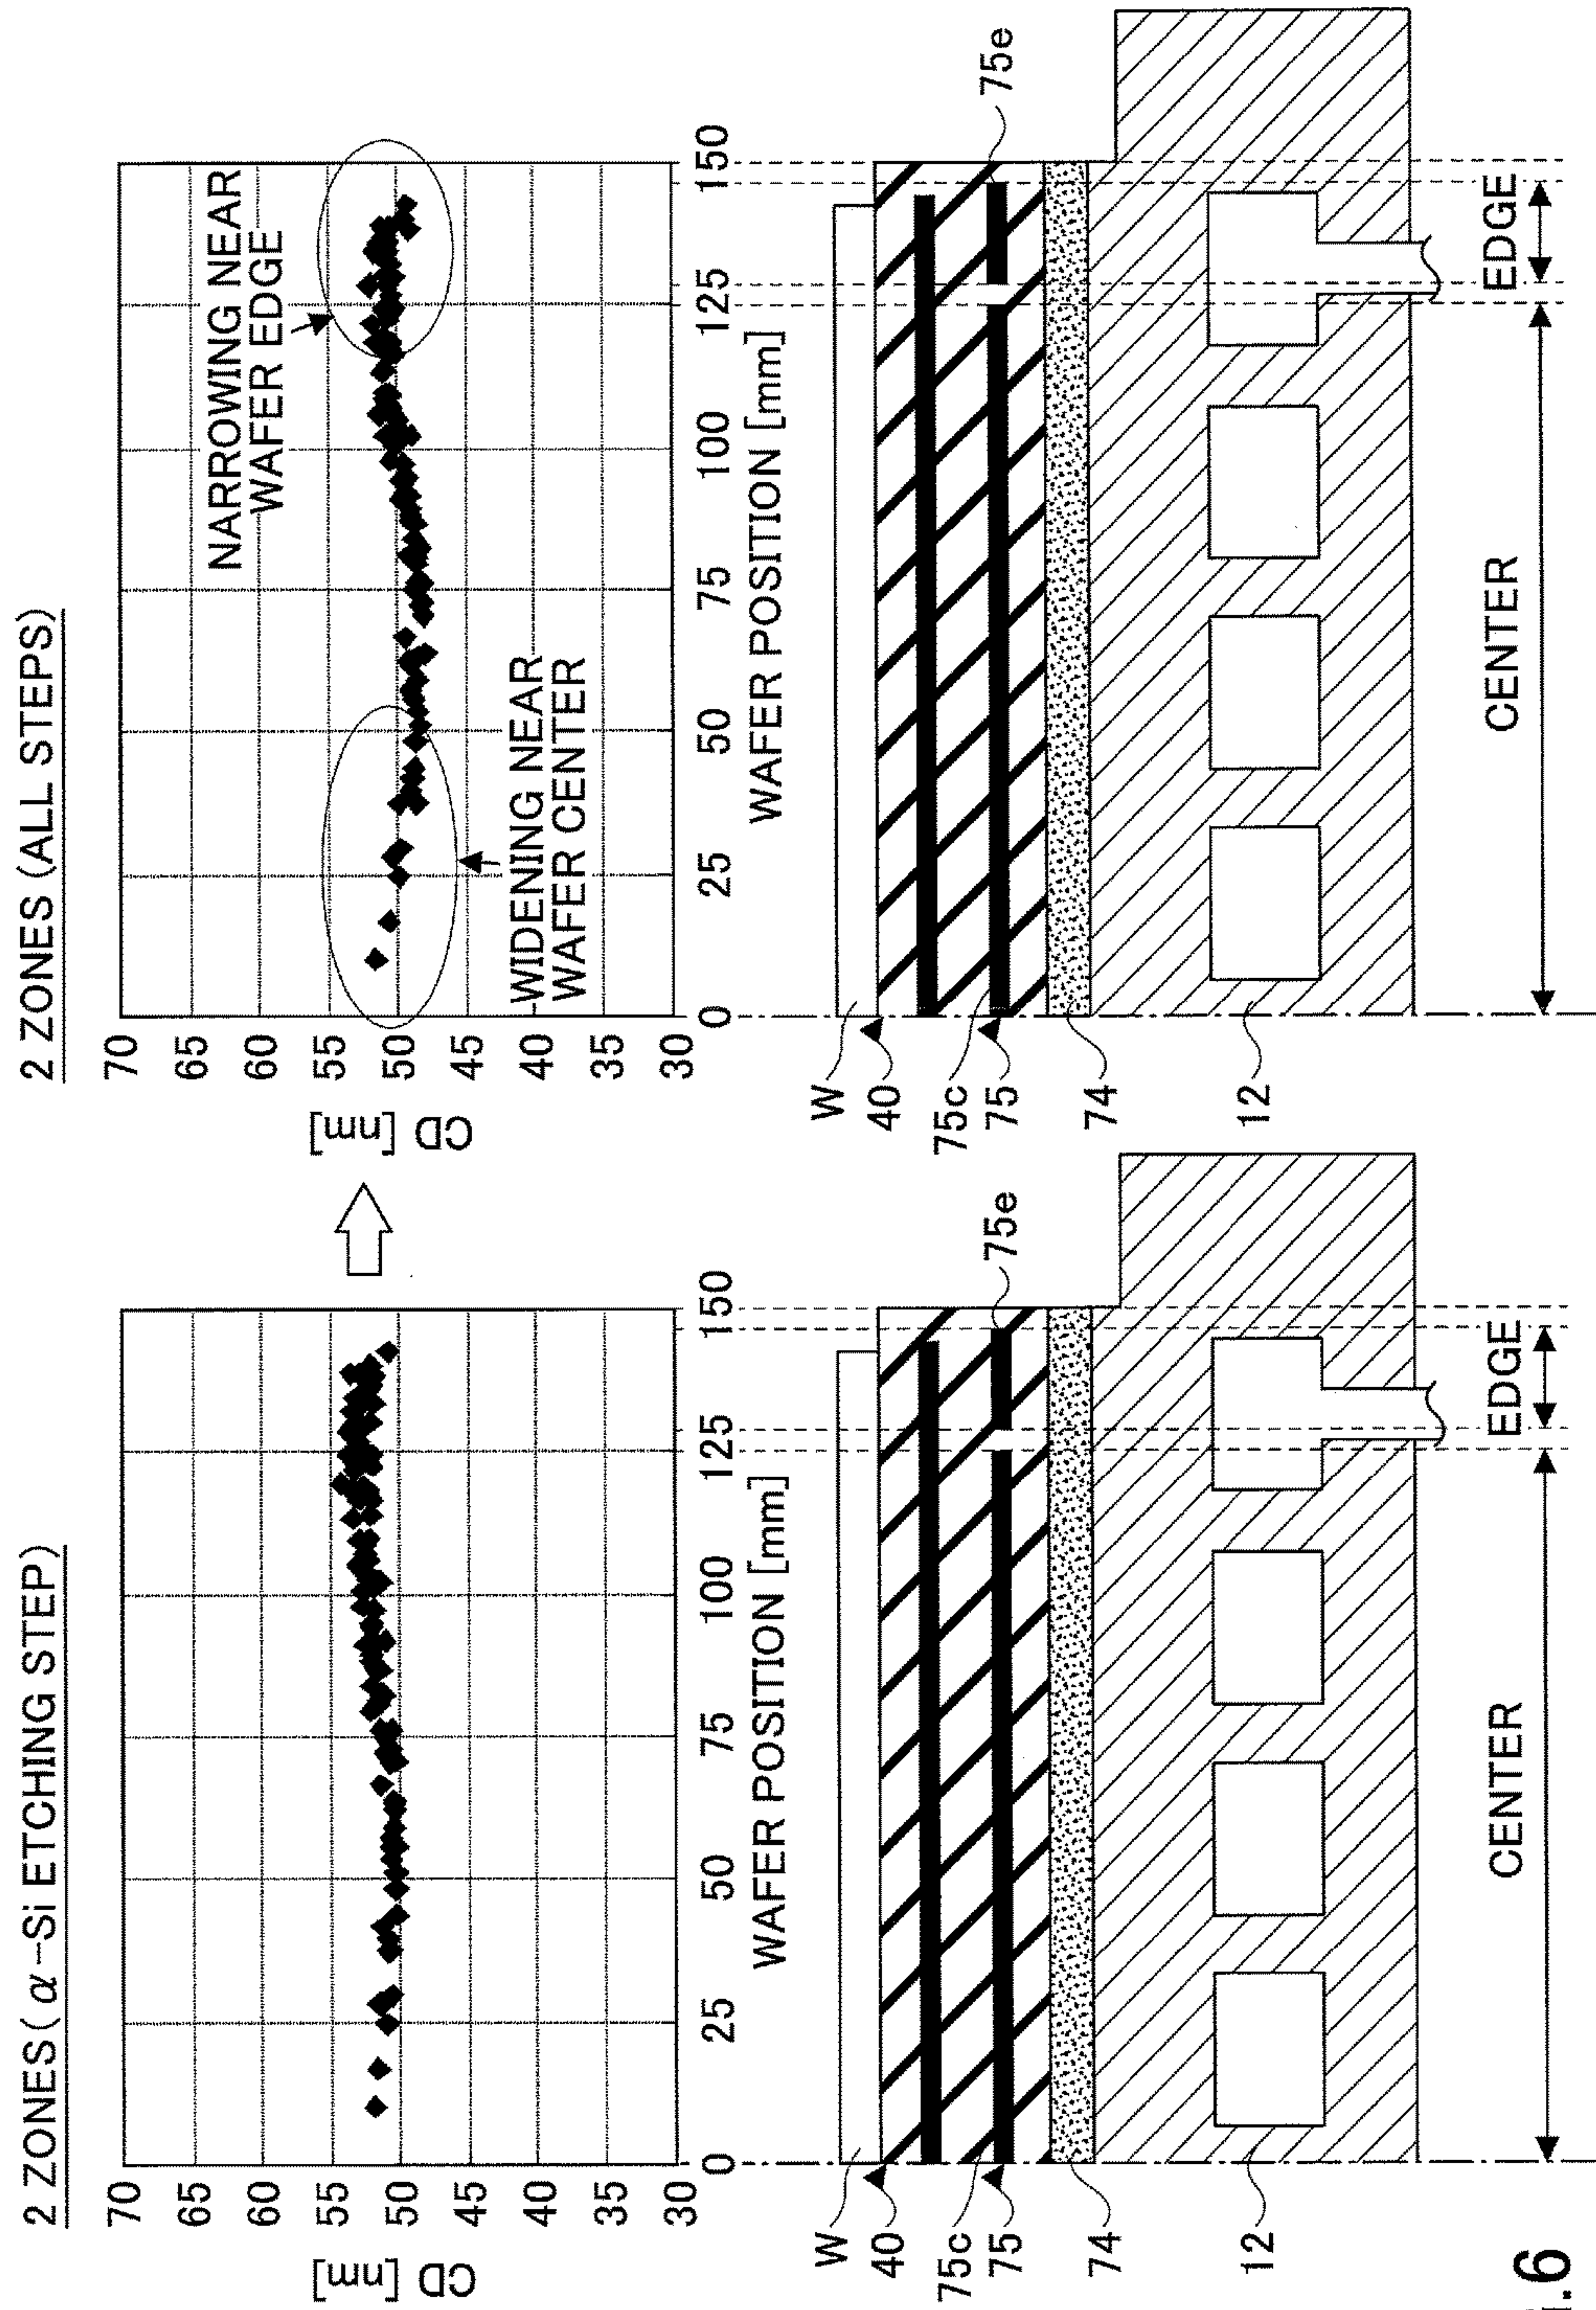 2 ZONES (α-Si ETCHING STEP)
CD [nm]
70
65
60
55
50
45
40
35
30
0
25
50
75
100
125
150
WAFER POSITION [mm]
W
40
75c
75
74
12
75e
CENTER
EDGE
2 ZONES (ALL STEPS)
CD [nm]
70
65
60
55
50
45
40
35
30
NARROWING NEAR
WAFER EDGE
WIDENING NEAR
WAFER CENTER
0
25
50
75
100
125
150
WAFER POSITION [mm]
W
40
75c
75
74
12
75e
CENTER
EDGE
.6